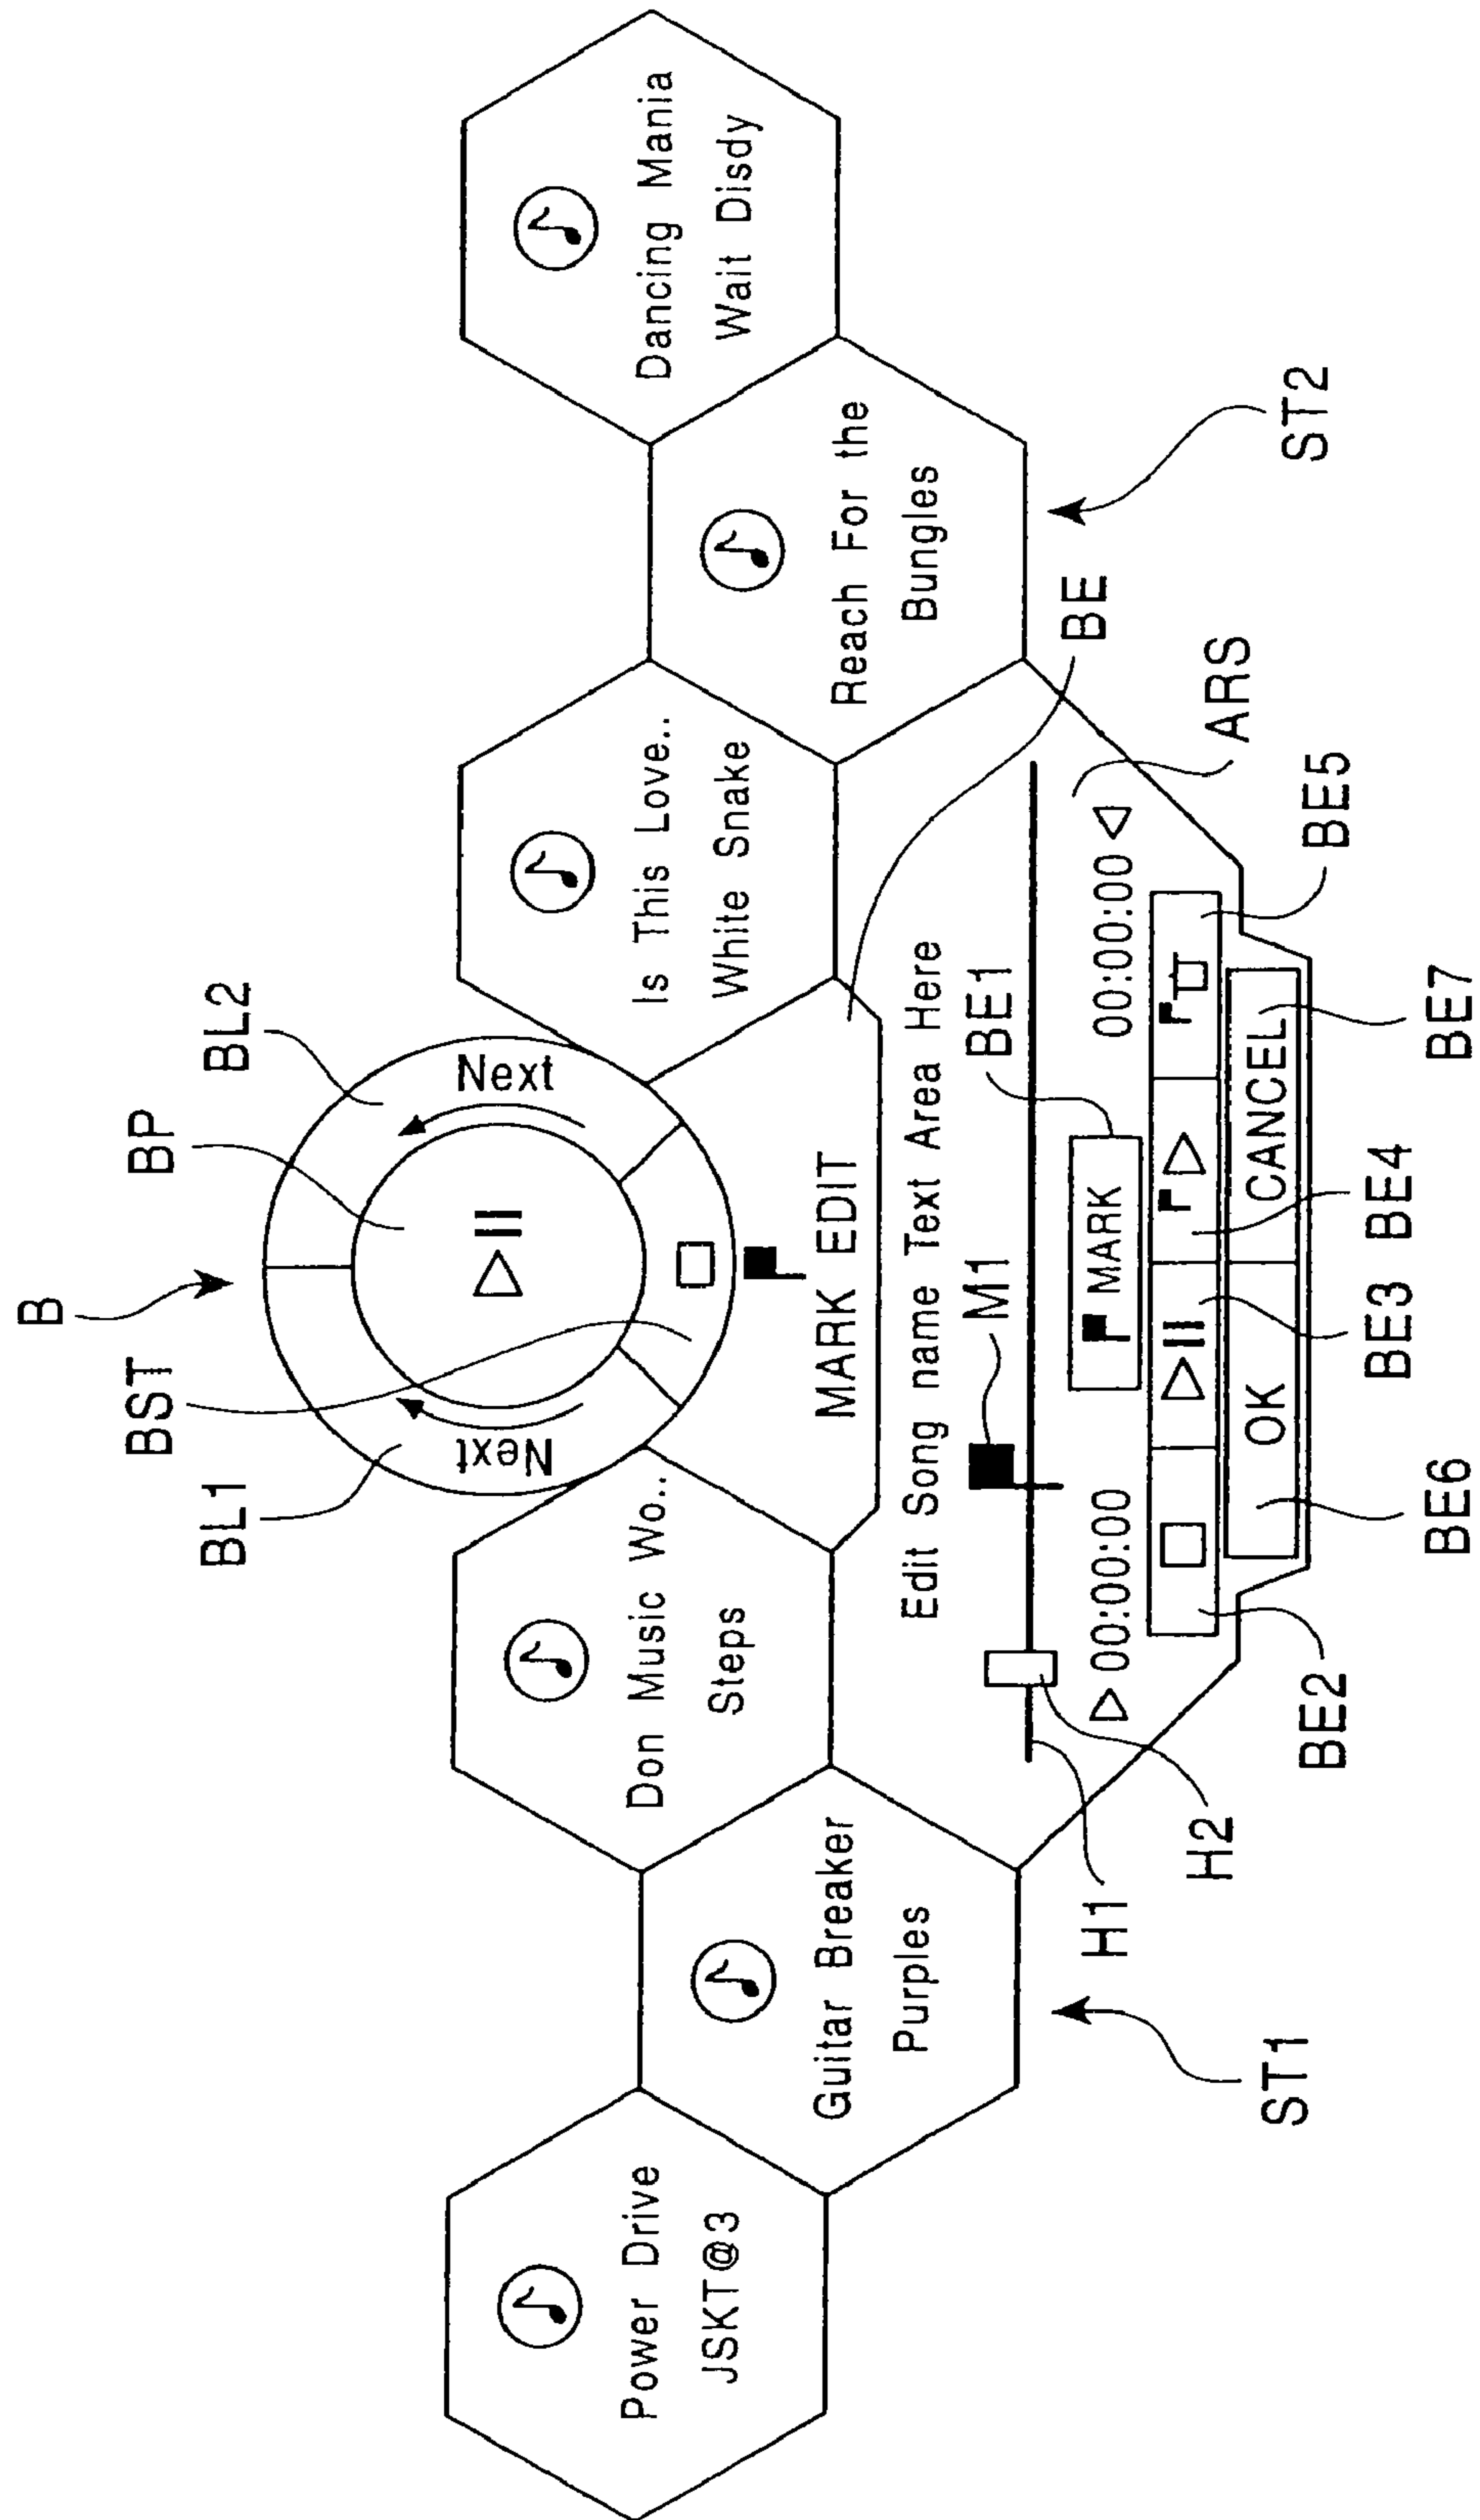 B
BST
BP
BL1
BL2
Next
Next
Power Drive
JSKT@3
Don Music Wo..
Steps
Is This Love..
White Snake
Dancing Mania
Wait Disdy
Guitar Breaker
Purples
MARK EDIT
Reach For the
Bungles
Edit Song name Text Area Here
M1
BE1
BE
MARK
00:00:00
00:00:00
H1
H2
ARS
OK
CANCEL
ST1
ST2
BE2
BE5
BE3
BE4
BE6
BE7